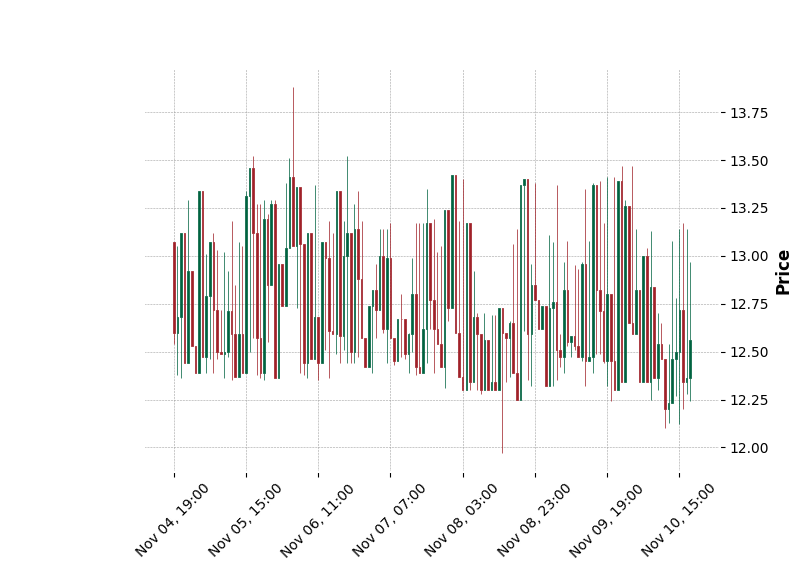 13.75
13.50
13.25
13.00
12.75
12.50
12.25
12.00
Price
Nov 04, 19:00
Nov 05, 15:00
Nov 06, 11:00
Nov 07, 07:00
Nov 08, 03:00
Nov 08, 23:00
Nov 09, 19:00
Nov 10, 15:00